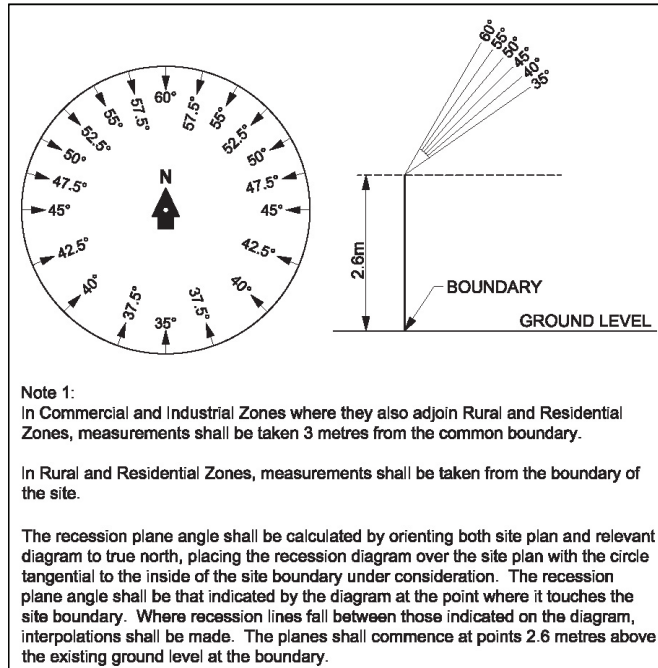 60°
57.5°
57.5°
55°
55°
52.5°
52.5°
50°
50°
47.5°
47.5°
N
45°
45°
42.5°
42.5°
40°
40°
37.5°
37.5°
35°
60°
55°
50°
45°
40°
35°
2.6m
BOUNDARY
GROUND LEVEL
Note 1:
In Commercial and Industrial Zones where they also adjoin Rural and Residential
Zones, measurements shall be taken 3 metres from the common boundary.
In Rural and Residential Zones, measurements shall be taken from the boundary of
the site.
The recession plane angle shall be calculated by orienting both site plan and relevant
diagram to true north, placing the recession diagram over the site plan with the circle
tangential to the inside of the site boundary under consideration. The recession
plane angle shall be that indicated by the diagram at the point where it touches the
site boundary. Where recession lines fall between those indicated on the diagram,
interpolations shall be made. The planes shall commence at points 2.6 metres above
the existing ground level at the boundary.